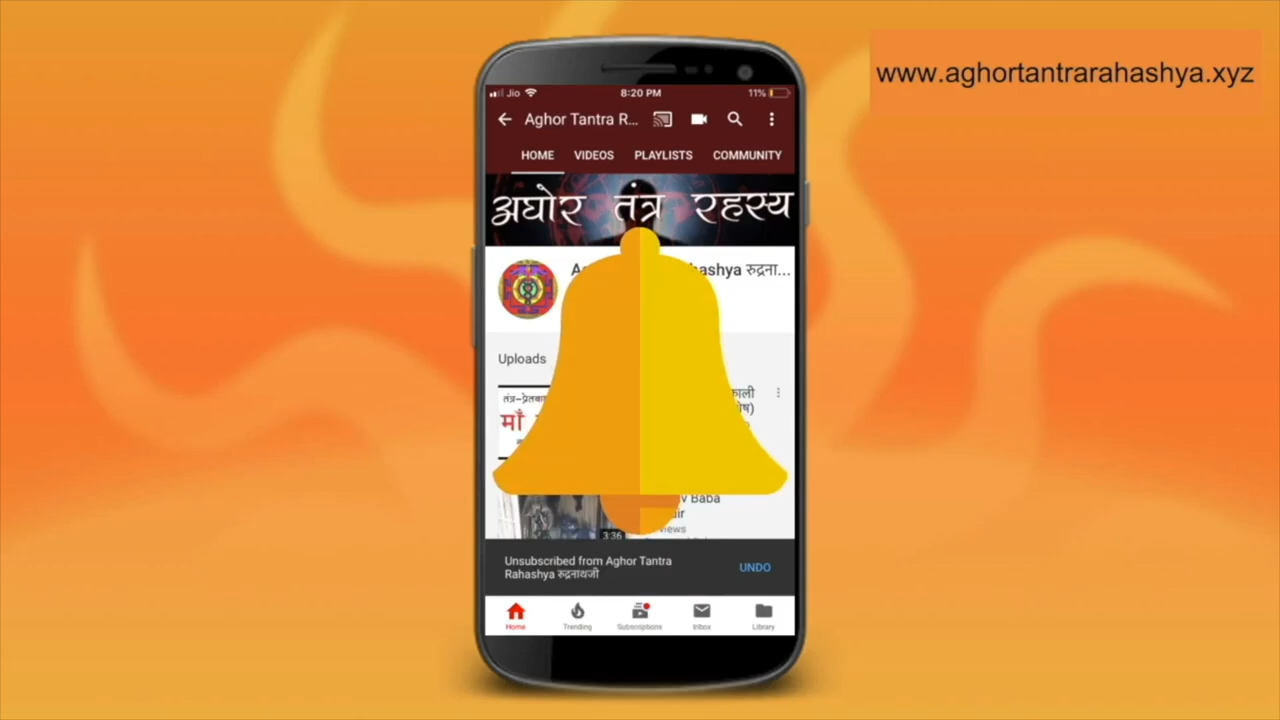 www.aghortantrarahashya.xyz
Jio
8:20 PM
11%
Aghor Tantra R...
HOME VIDEOS PLAYLISTS COMMUNITY
अघोर तंत्र रहस्य
रुद्रना...
Uploads
माँ
Baba
3:36
Unsubscribed from Aghor Tantra
Rahashya रुद्रनाथजी
UNDO
Home Trending Subscriptions Inbox Library